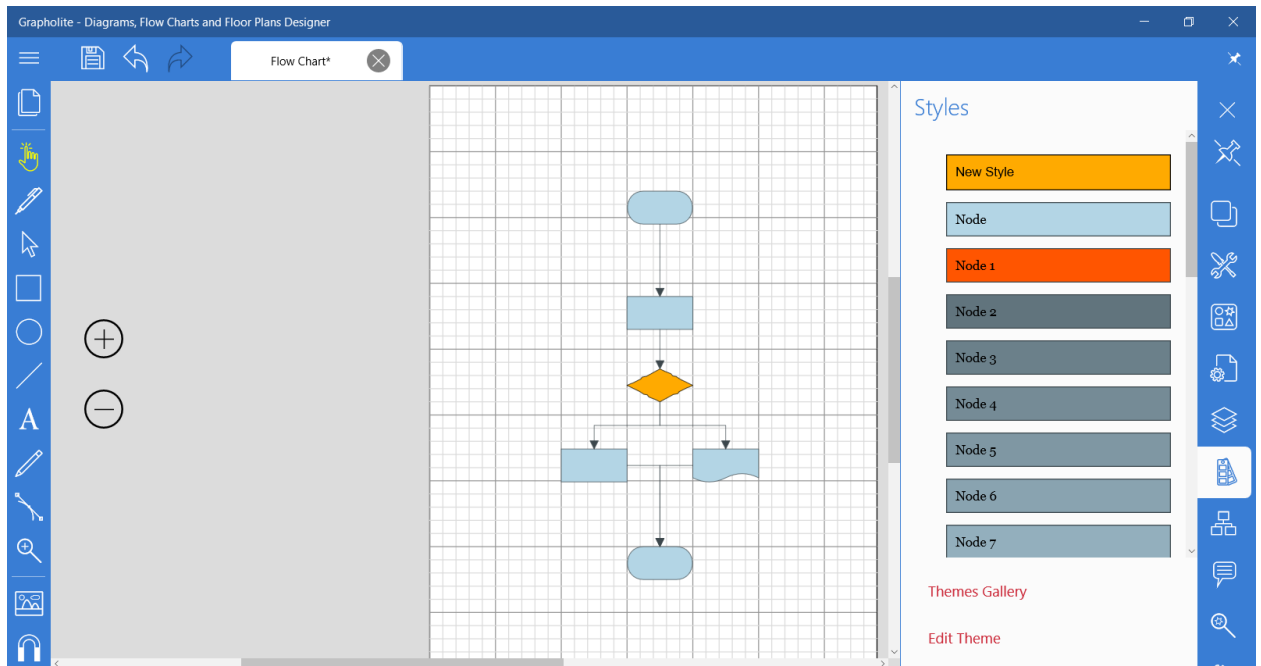 Grapholite - Diagrams, Flow Charts and Floor Plans Designer
Flow Chart*
Styles
New Style
Node
Node 1
Node 2
Node 3
Node 4
Node 5
Node 6
Node 7
Themes Gallery
Edit Theme
A